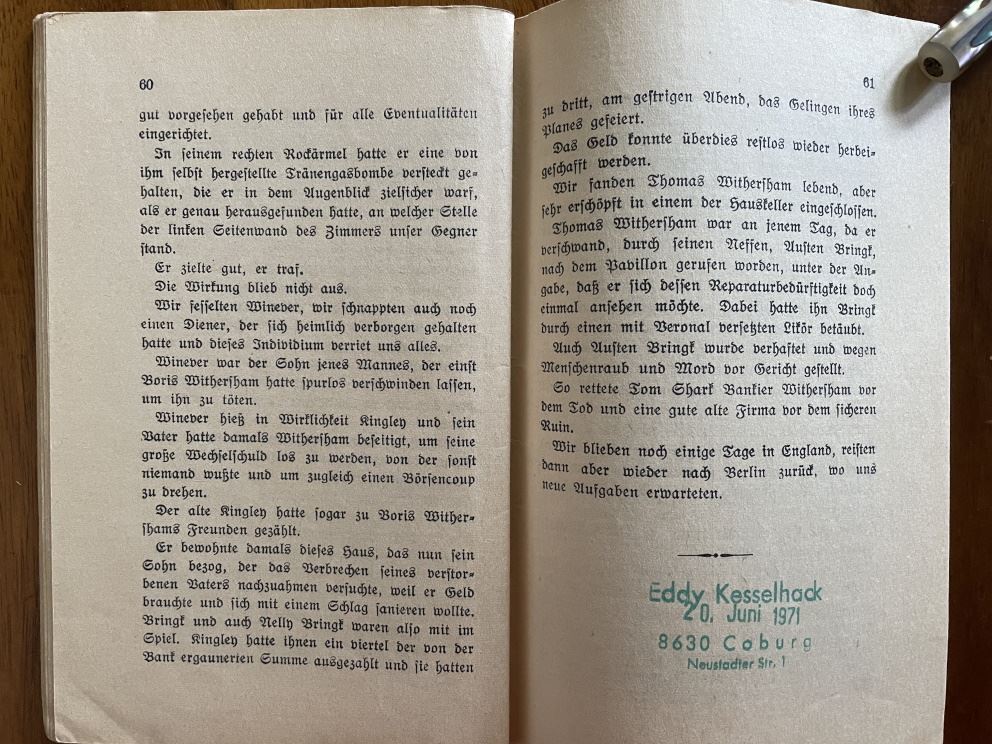 60
gut vorgesehen gehabt und für alle Eventualitäten
eingerichtet.
In seinem rechten Rockärmel hatte er eine von
ihm selbst hergestellte Tränengasbombe versteckt ge-
halten, die er in dem Augenblick zielsicher warf,
als er genau herausgefunden hatte, an welcher Stelle
der linken Seitenwand des Zimmers unser Gegner
stand.
Er zielte gut, er traf.
Die Wirkung blieb nicht aus.
Wir fesselten Winever, wir schnappten auch noch
einen Diener, der sich heimlich verborgen gehalten
hatte und dieses Individium verriet uns alles.
Winever war der Sohn jenes Mannes, der einst
Boris Withersham hatte spurlos verschwinden lassen,
um ihn zu töten.
Winever hieß in Wirklichkeit Kingley und sein
Vater hatte damals Withersham beseitigt, um seine
große Wechselschuld los zu werden, von der sonst
niemand wußte und um zugleich einen Börsencoup
zu drehen.
Der alte Kingley hatte sogar zu Boris Wither-
shams Freunden gezählt.
Er bewohnte damals dieses Haus, das nun sein
Sohn bezog, der das Verbrechen seines verstor-
benen Vaters nachzuahmen versuchte, weil er Geld
brauchte und sich mit einem Schlag sanieren wollte.
Bringk und auch Nelly Bringk waren also mit im
Spiel. Kingley hatte ihnen ein viertel der von der
Bank ergaunerten Summe ausgezahlt und sie hatten
61
zu dritt, am gestrigen Abend, das Gelingen ihres
Planes gefeiert.
Das Geld konnte überdies restlos wieder herbei-
geschafft werden.
Wir fanden Thomas Withersham lebend, aber
sehr erschöpft in einem der Hauskeller eingeschlossen.
Thomas Withersham war an jenem Tag, da er
verschwand, durch seinen Neffen, Austen Bringk,
nach dem Pavillon gerufen worden, unter der An-
gabe, daß er sich dessen Reparaturbedürftigkeit doch
einmal ansehen möchte. Dabei hatte ihn Bringk
durch einen mit Veronal versetzten Likör betäubt.
Auch Austen Bringk wurde verhaftet und wegen
Menschenraub und Mord vor Gericht gestellt.
So rettete Tom Shark Bankier Withersham vor
dem Tod und eine gute alte Firma vor dem sicheren
Ruin.
Wir blieben noch einige Tage in England, reisten
dann aber wieder nach Berlin zurück, wo uns
neue Aufgaben erwarteten.
Eddy Kesselhack
20. Juni 1971
8630 Coburg
Neustadter Str. 1